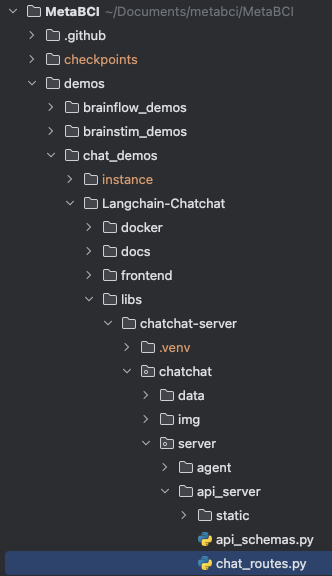 MetaBCI ~/Documents/metabci/MetaBCI
.github
checkpoints
demos
brainflow_demos
brainstim_demos
chat_demos
instance
Langchain-Chatchat
docker
docs
frontend
libs
chatchat-server
.venv
chatchat
data
img
server
agent
api_server
static
api_schemas.py
chat_routes.py